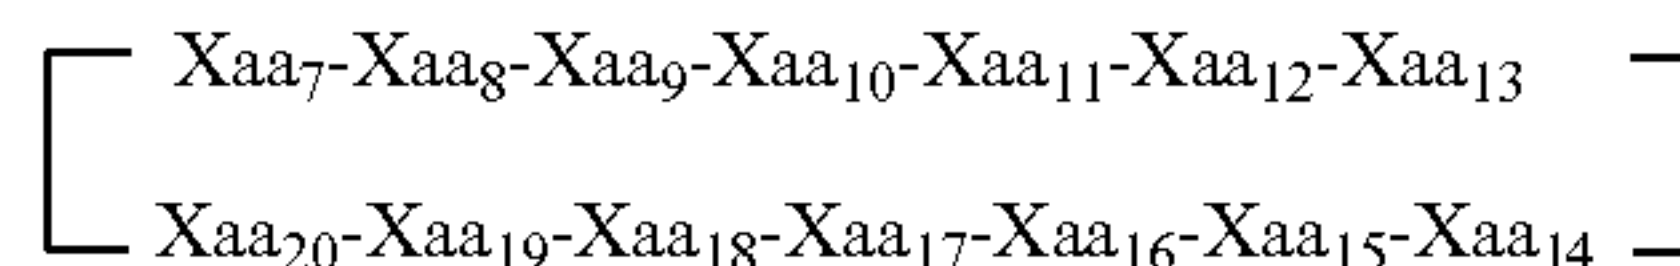 Xaa₇-Xaa₈-Xaa₉-Xaa₁₀-Xaa₁₁-Xaa₁₂-Xaa₁₃
Xaa₂₀-Xaa₁₉-Xaa₁₈-Xaa₁₇-Xaa₁₆-Xaa₁₅-Xaa₁₄